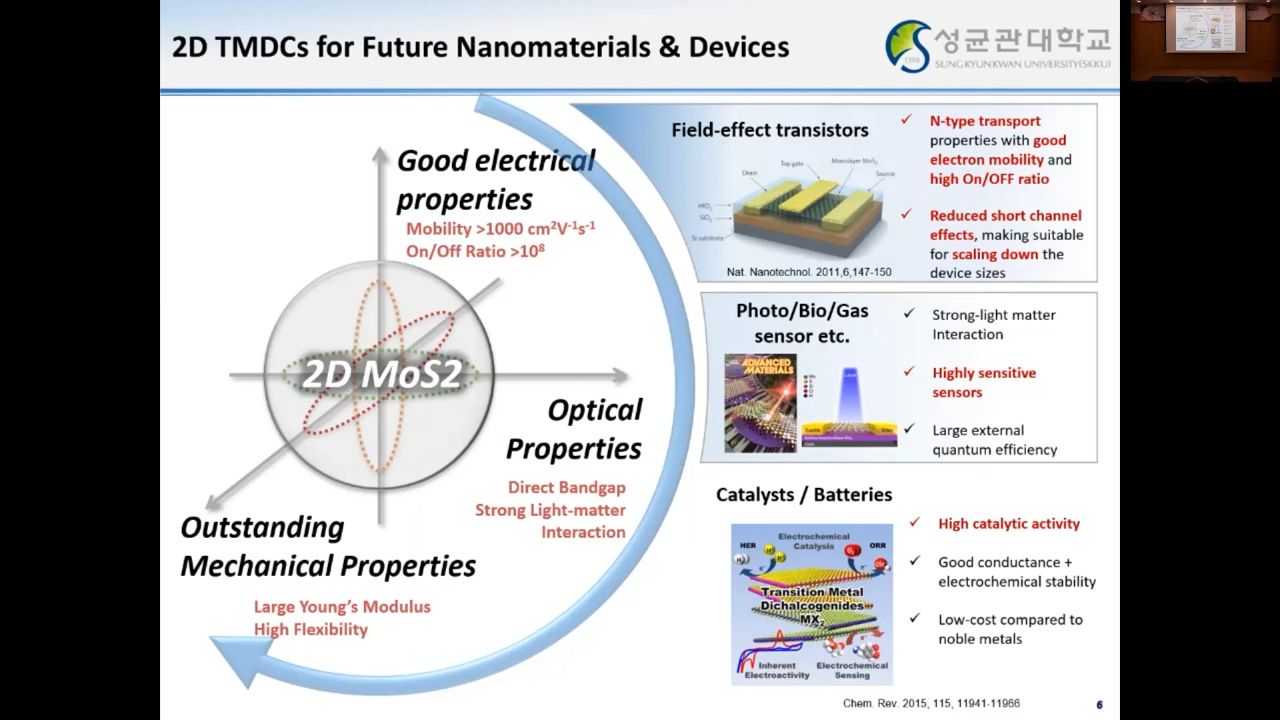 2D TMDCs for Future Nanomaterials & Devices
성균관대학교
SUNGKYUNKWAN UNIVERSITY(SKKU)
1398
Good electrical
properties
Mobility >1000 cm²V⁻¹s⁻¹
On/Off Ratio >10⁸
2D MoS2
Optical
Properties
Direct Bandgap
Strong Light-matter
Interaction
Outstanding
Mechanical Properties
Large Young's Modulus
High Flexibility
Field-effect transistors
Top gate
Monolayer MoS₂
Drain
Source
HfO₂
SiO₂
Si substrate
Nat. Nanotechnol. 2011,6,147-150
✓ N-type transport
properties with good
electron mobility and
high On/OFF ratio
✓ Reduced short channel
effects, making suitable
for scaling down the
device sizes
Photo/Bio/Gas
sensor etc.
ADVANCED
MATERIALS
Laser
✓ Strong-light matter
Interaction
✓ Highly sensitive
sensors
✓ Large external
quantum efficiency
Catalysts / Batteries
Electrochemical
Catalysis
HER
ORR
Transition Metal
Dichalcogenides
MX₂
Inherent
Electroactivity
Electrochemical
Sensing
✓ High catalytic activity
✓ Good conductance +
electrochemical stability
✓ Low-cost compared to
noble metals
Chem. Rev. 2015, 115, 11941-11966
6